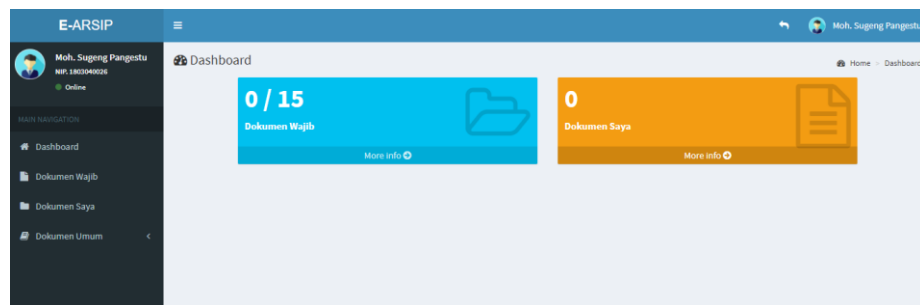 E-ARSIP
Moh. Sugeng Pangestu
Moh. Sugeng Pangestu
NIP. 1803040026
Online
MAIN NAVIGATION
Dashboard
Dokumen Wajib
Dokumen Saya
Dokumen Umum
Dashboard
Home > Dashboard
0 / 15
Dokumen Wajib
More info
0
Dokumen Saya
More info